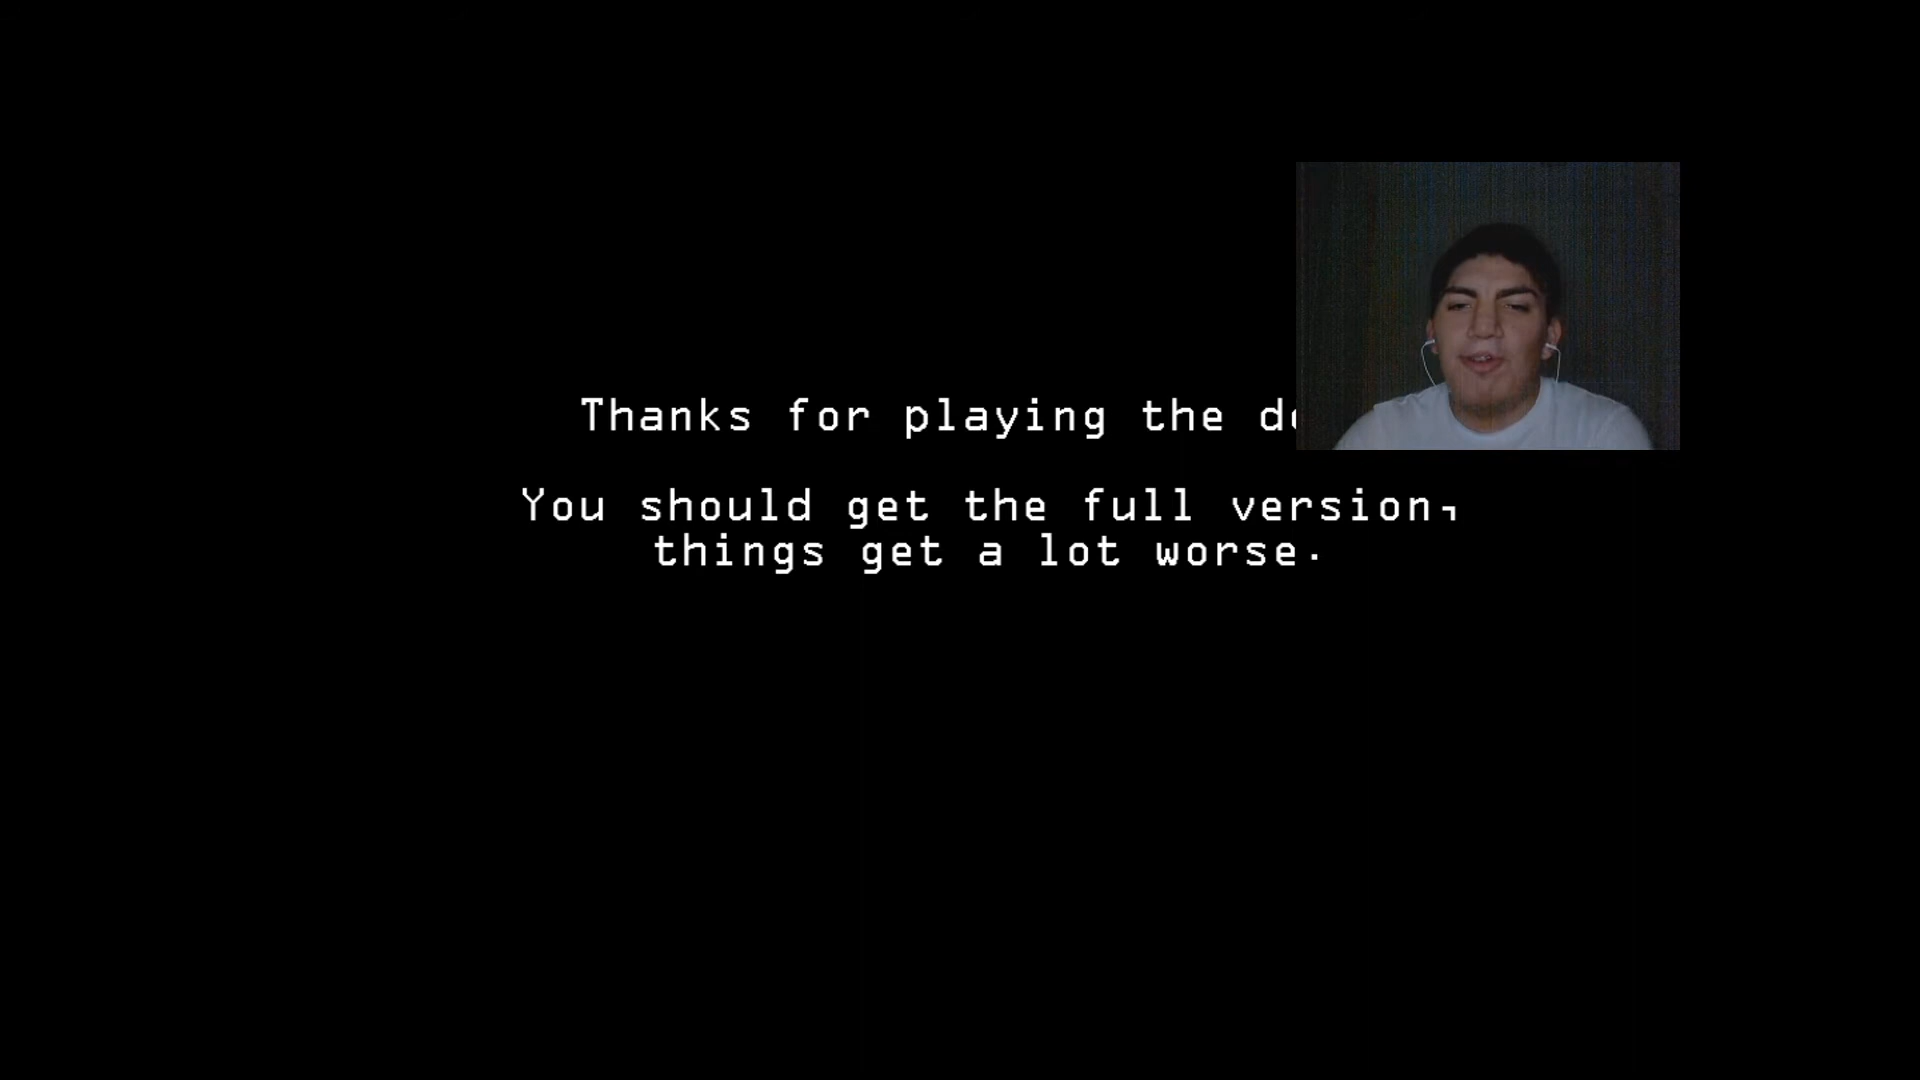 Thanks for playing the
You should get the full version,
things get a lot worse.